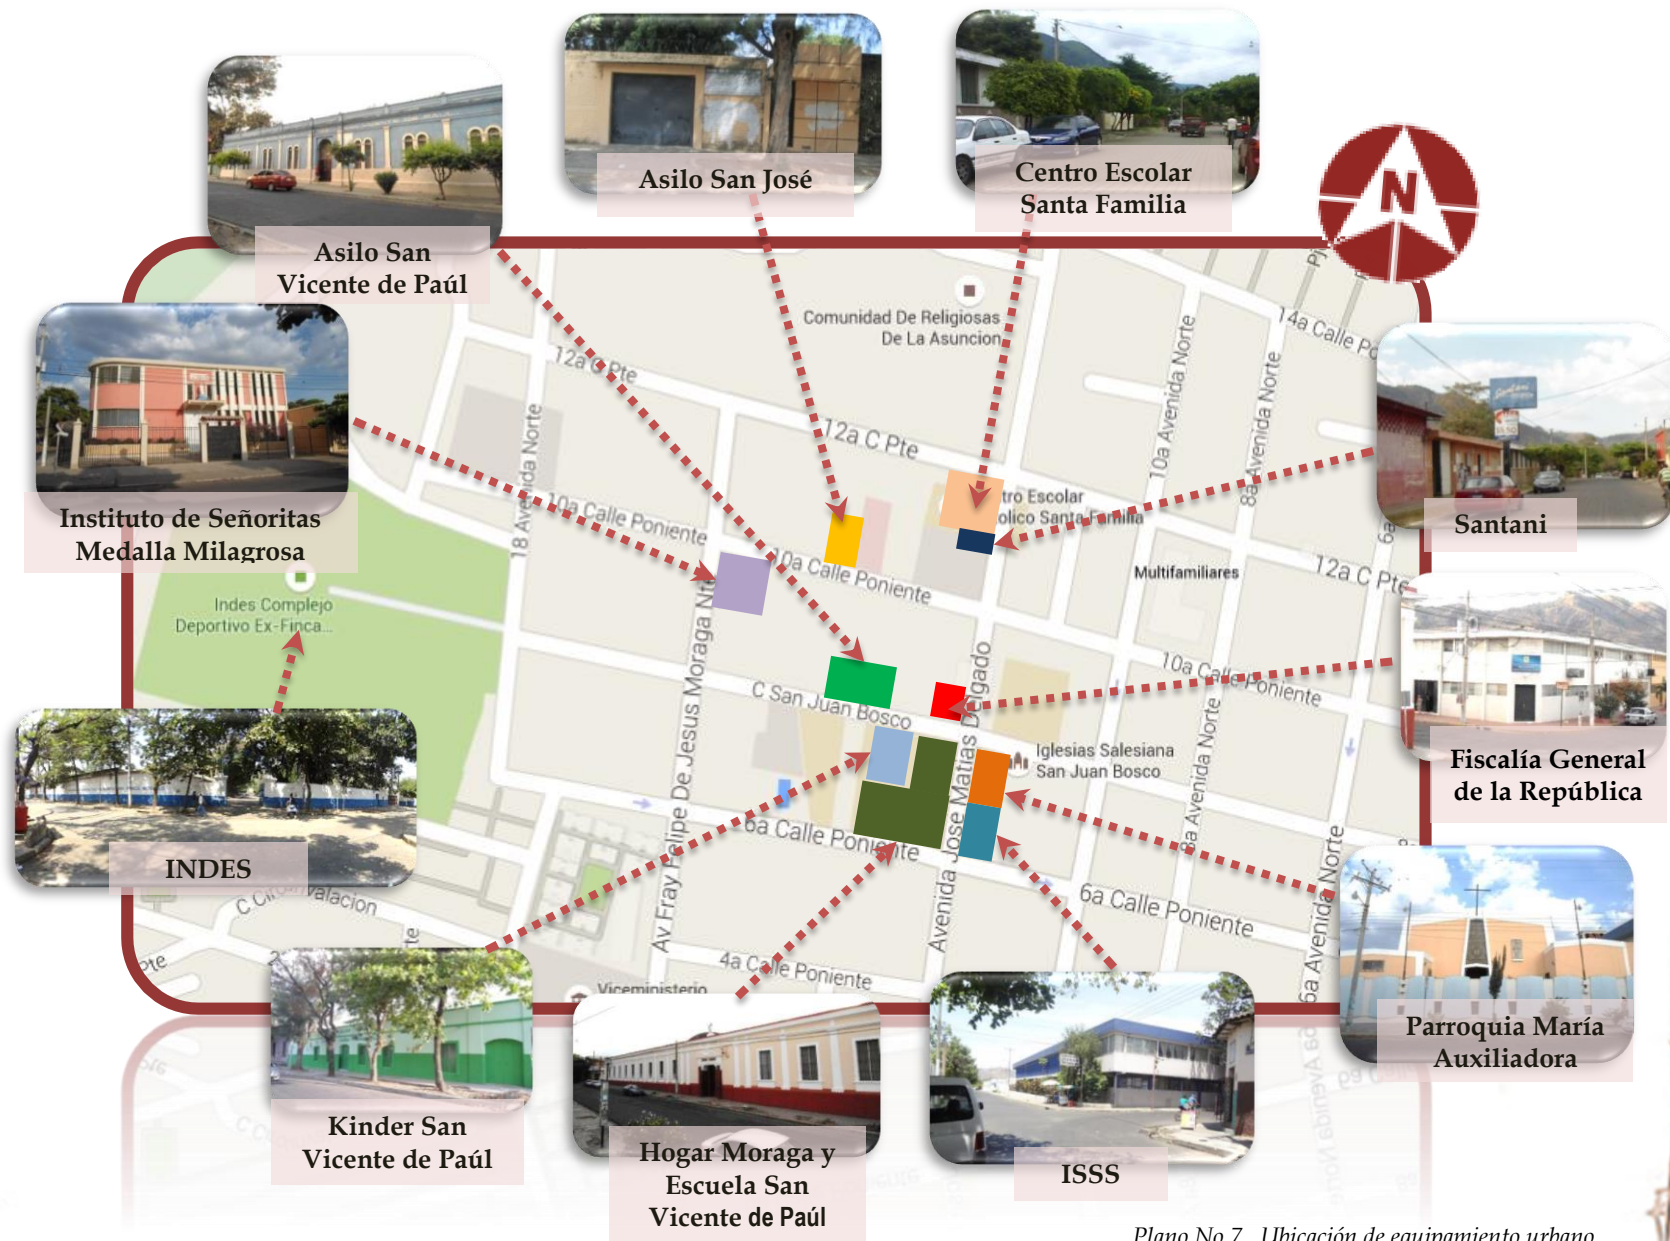 Asilo San José
Centro Escolar
Santa Familia
N
Asilo San
Vicente de Paúl
Comunidad De Religiosas
De La Asuncion
14a Calle Po
12a C Pte
18 Avenida Norte
10a Avenida Norte
8a Avenida Norte
12a C Pte
Instituto de Señoritas
Medalla Milagrosa
10a Calle Poniente
tro Escolar
olico Santa Familia
Santani
10a Calle Poniente
Multifamiliares
12a C Pte
Indes Complejo
Deportivo Ex-Finca...
Av Fray Felipe De Jesus Moraga Nte
10a Calle Poniente
C San Juan Bosco
Avenida Jose Matias Delgado
Iglesias Salesiana
San Juan Bosco
8a Avenida Norte
Fiscalía General
de la República
6a Calle Poniente
INDES
6a Calle Poniente
6a Avenida Norte
4a Calle Poniente
Viceministerio
Parroquia María
Auxiliadora
Kinder San
Vicente de Paúl
Hogar Moraga y
Escuela San
Vicente de Paúl
ISSS
Plano No 7 Ubicación de equipamiento urbano